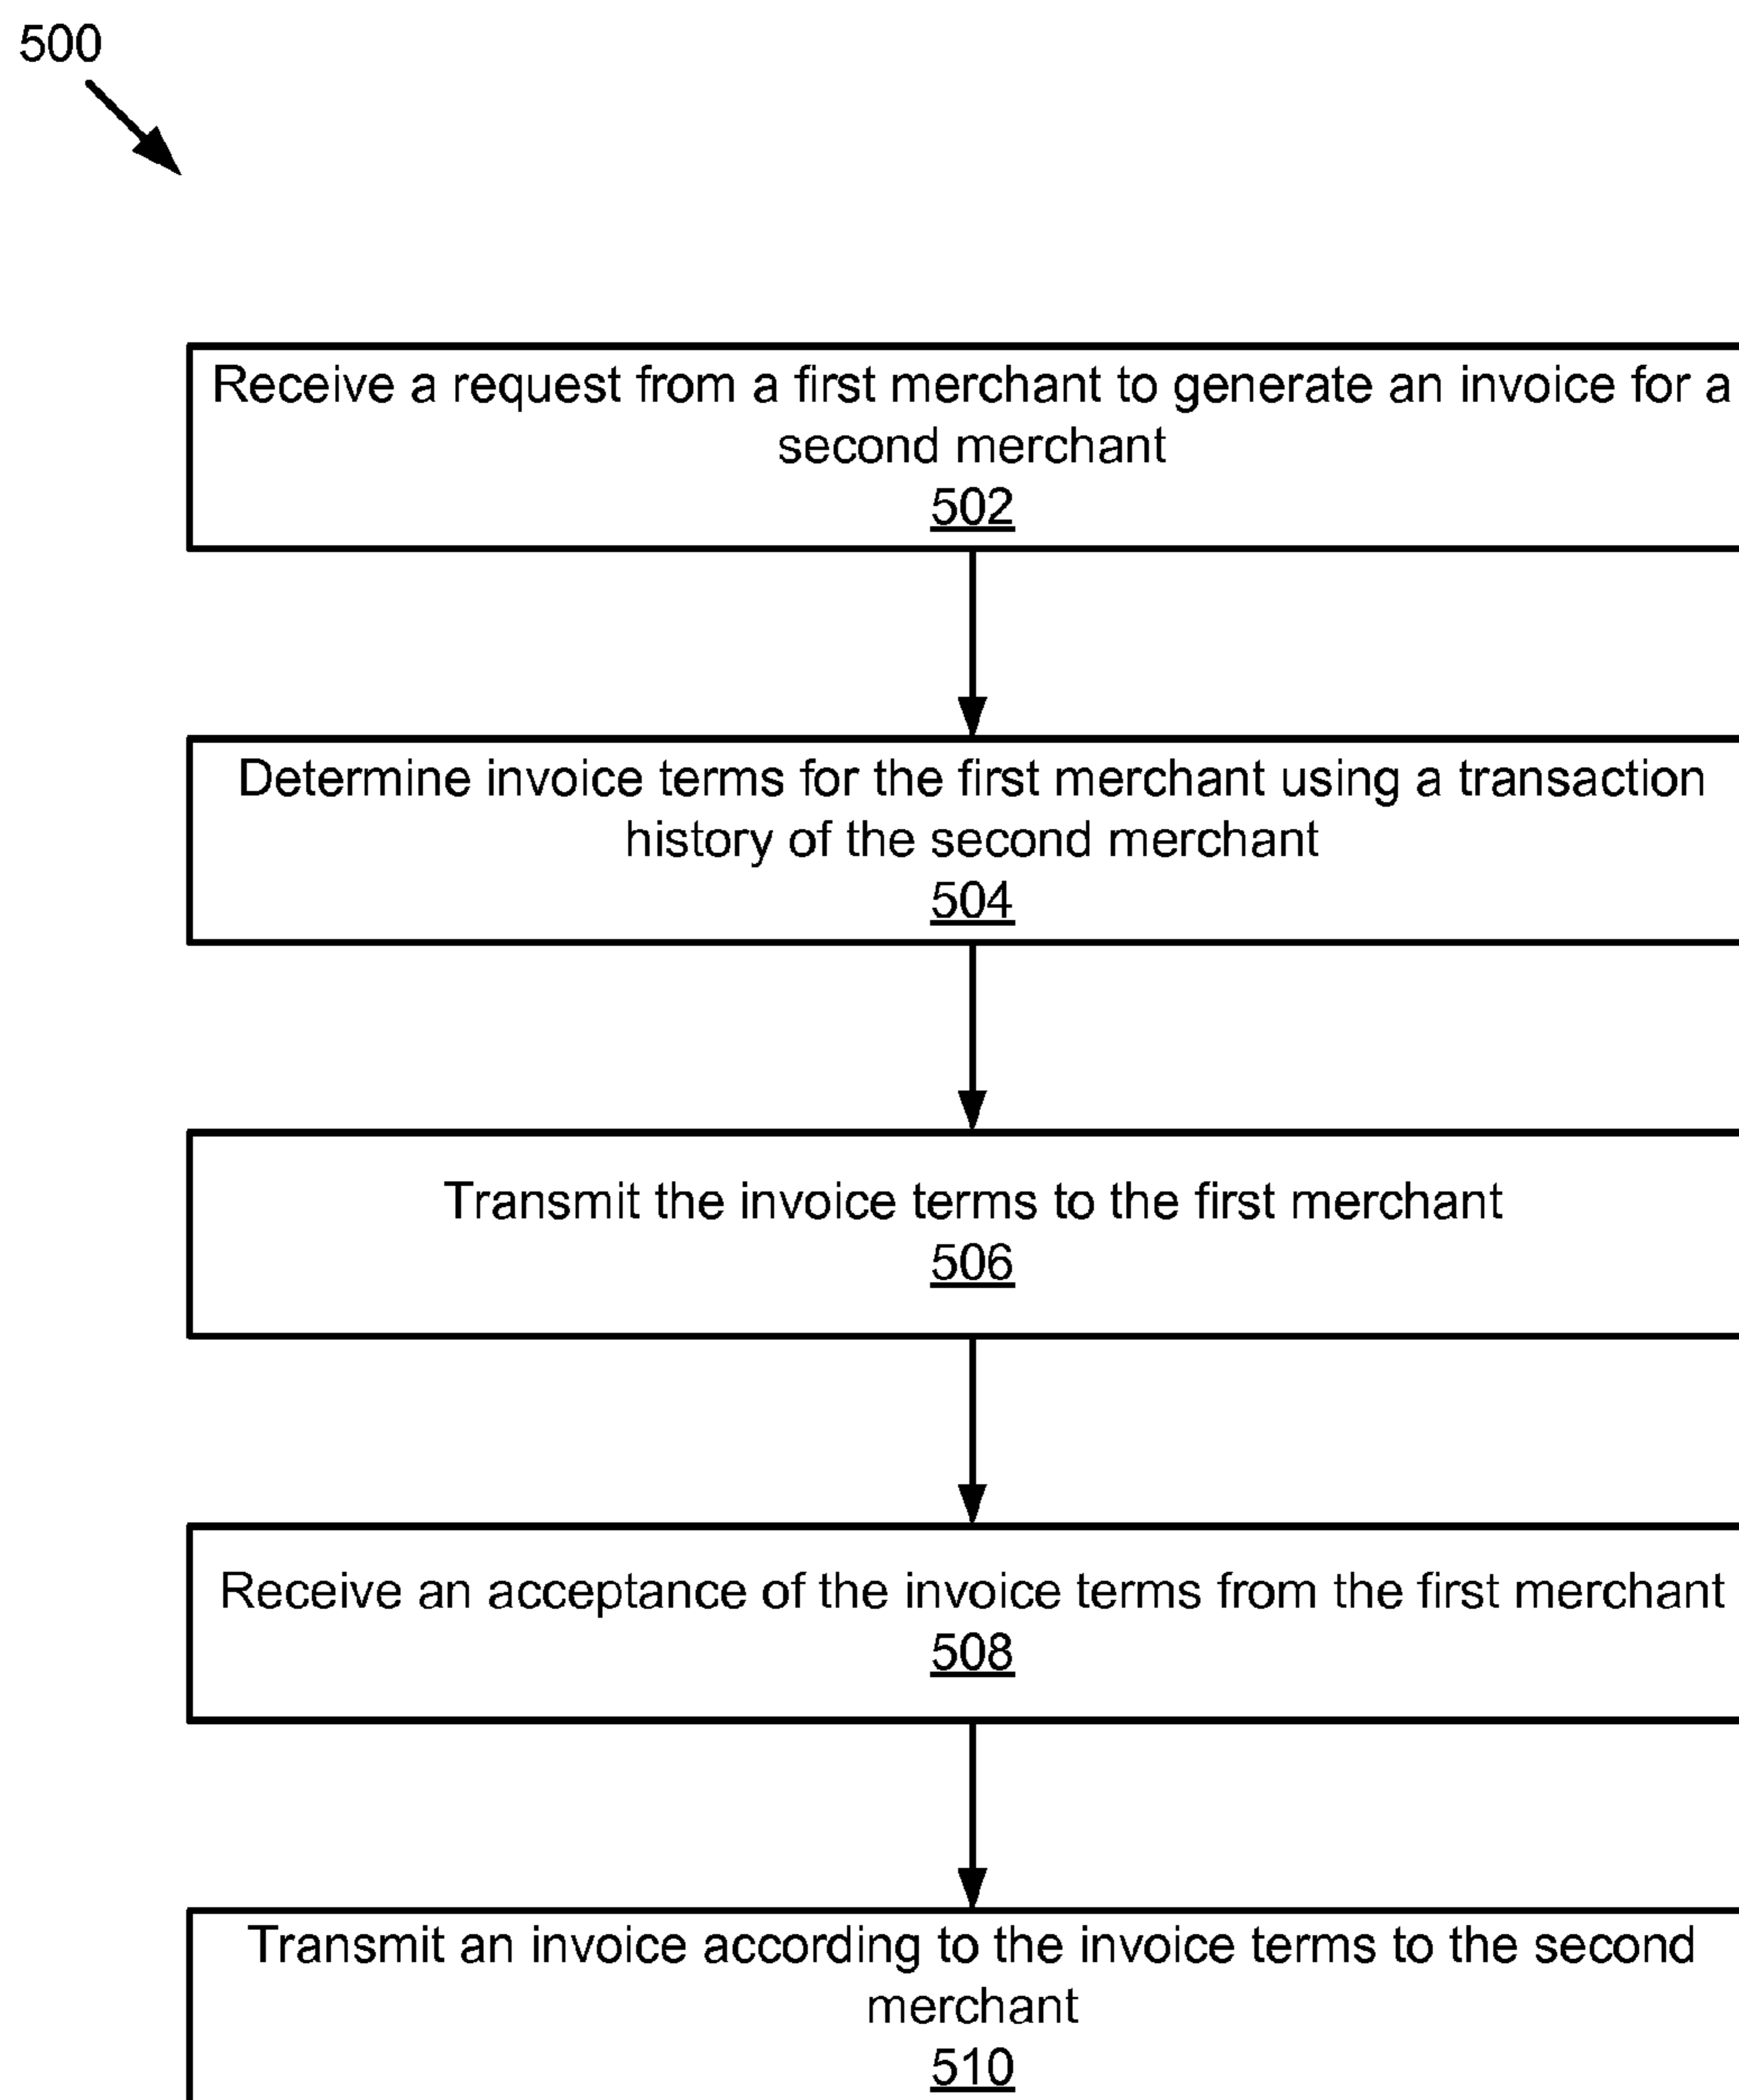 500
Receive a request from a first merchant to generate an invoice for a
second merchant
502
Determine invoice terms for the first merchant using a transaction
history of the second merchant
504
Transmit the invoice terms to the first merchant
506
Receive an acceptance of the invoice terms from the first merchant
508
Transmit an invoice according to the invoice terms to the second
merchant
510